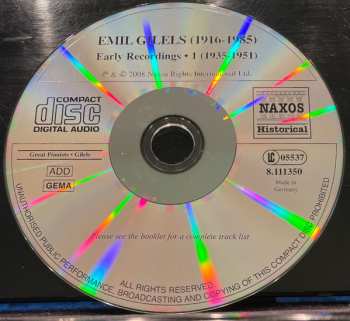 EMIL GILELS (1916-1985)
Early Recordings • 1 (1935-1951)
℗ & © 2008 Naxos Rights International Ltd.
COMPACT
disc
DIGITAL AUDIO
NAXOS
Historical
Great Pianists • Gilels
ADD
GEMA
LC 05537
8.111350
Made in
Germany
Please see the booklet for a complete track list
ALL RIGHTS RESERVED
UNAUTHORISED PUBLIC PERFORMANCE, BROADCASTING AND COPYING OF THIS COMPACT DISC PROHIBITED